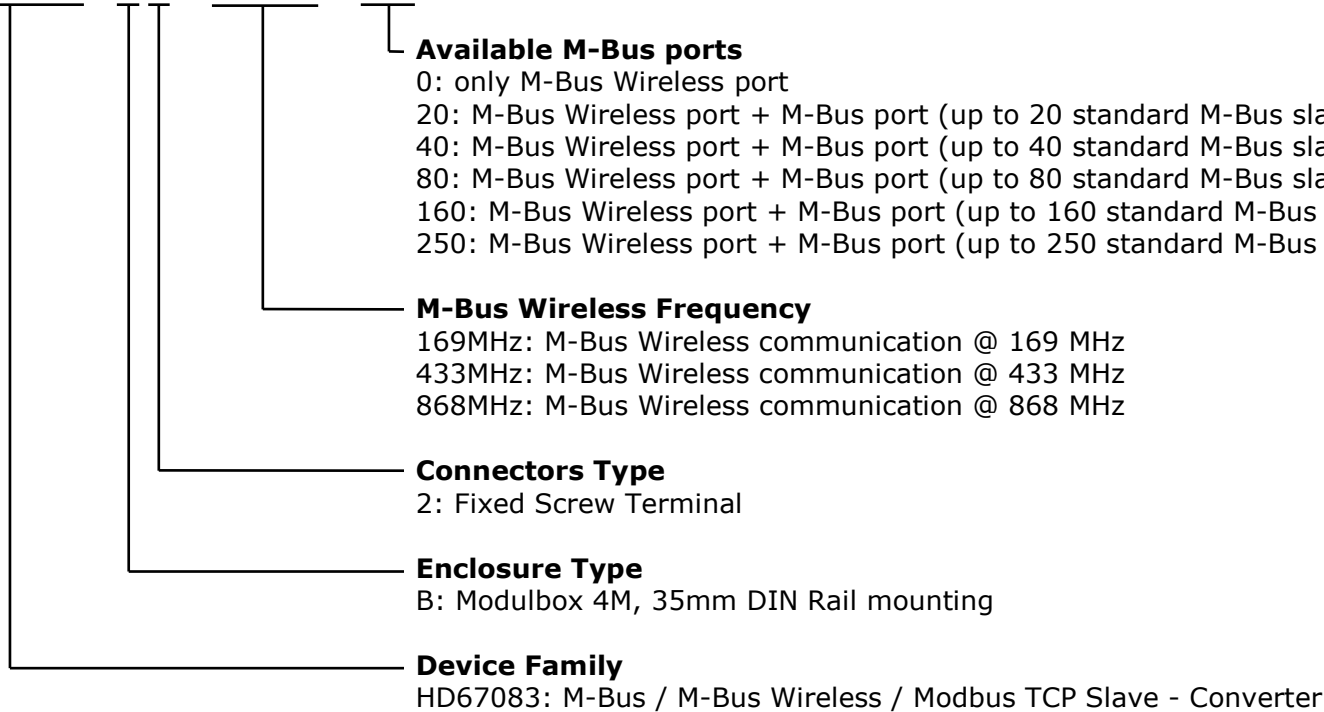 Available M-Bus ports
0: only M-Bus Wireless port
20: M-Bus Wireless port + M-Bus port (up to 20 standard M-Bus
40: M-Bus Wireless port + M-Bus port (up to 40 standard M-Bus
80: M-Bus Wireless port + M-Bus port (up to 80 standard M-Bus
160: M-Bus Wireless port + M-Bus port (up to 160 standard M-Bus
250: M-Bus Wireless port + M-Bus port (up to 250 standard M-Bus
M-Bus Wireless Frequency
169MHz: M-Bus Wireless communication @ 169 MHz
433MHz: M-Bus Wireless communication @ 433 MHz
868MHz: M-Bus Wireless communication @ 868 MHz
Connectors Type
2: Fixed Screw Terminal
Enclosure Type
B: Modulbox 4M, 35mm DIN Rail mounting
Device Family
HD67083: M-Bus / M-Bus Wireless / Modbus TCP Slave - Converter